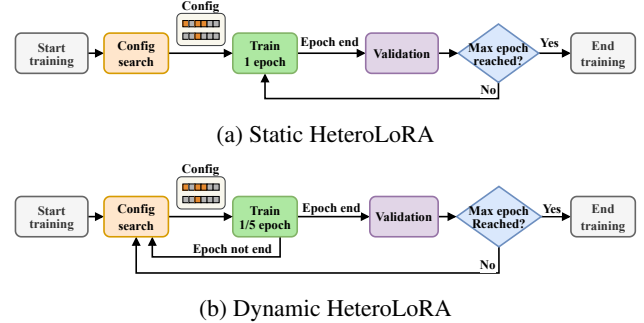 Config
Start
training
Config
search
Train
1 epoch
Epoch end
Validation
Max epoch
reached?
Yes
End
training
No
(a) Static HeteroLoRA
Config
Start
training
Config
search
Train
1/5 epoch
Epoch end
Validation
Max epoch
Reached?
Yes
End
training
Epoch not end
No
(b) Dynamic HeteroLoRA